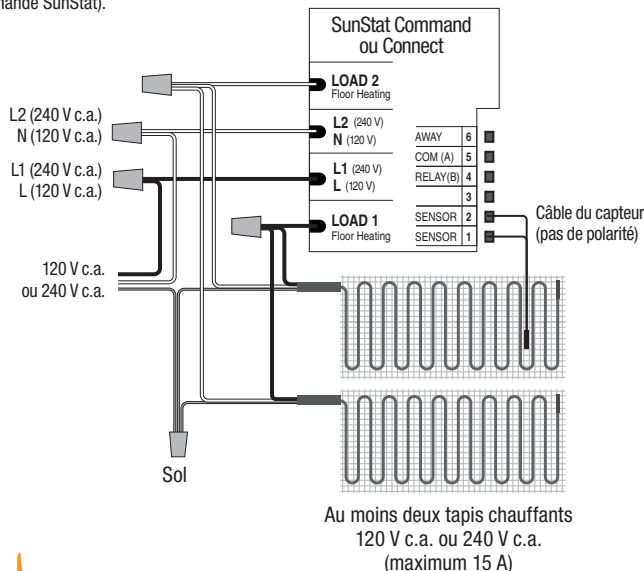 nande SunStat).
SunStat Command
ou Connect
LOAD 2
Floor Heating
L2 (240 V c.a.)
N (120 V c.a.)
L2 (240 V)
N (120 V)
L1 (240 V c.a.)
L (120 V c.a.)
L1 (240 V)
L (120 V)
LOAD 1
Floor Heating
AWAY 6
COM (A) 5
RELAY(B) 4
3
SENSOR 2
SENSOR 1
Câble du capteur
(pas de polarité)
120 V c.a.
ou 240 V c.a.
Sol
Au moins deux tapis chauffants
120 V c.a. ou 240 V c.a.
(maximum 15 A)